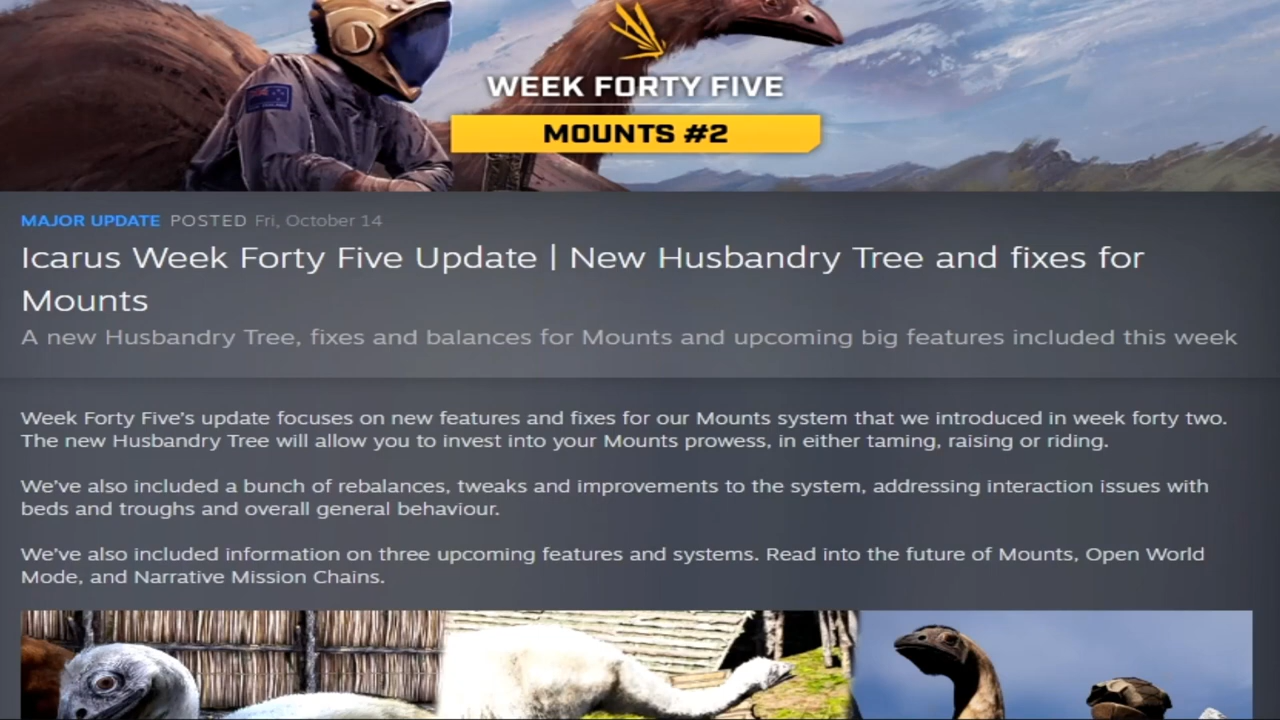 WEEK FORTY FIVE
MOUNTS #2
MAJOR UPDATE POSTED Fri, October 14
Icarus Week Forty Five Update | New Husbandry Tree and fixes for
Mounts
A new Husbandry Tree, fixes and balances for Mounts and upcoming big features included this week
Week Forty Five's update focuses on new features and fixes for our Mounts system that we introduced in week forty two.
The new Husbandry Tree will allow you to invest into your Mounts prowess, in either taming, raising or riding.
We've also included a bunch of rebalances, tweaks and improvements to the system, addressing interaction issues with
beds and troughs and overall general behaviour.
We've also included information on three upcoming features and systems. Read into the future of Mounts, Open World
Mode, and Narrative Mission Chains.